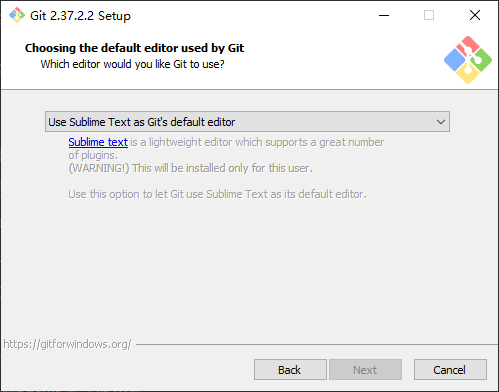 Git 2.37.2.2 Setup
Choosing the default editor used by Git
Which editor would you like Git to use?
Use Sublime Text as Git's default editor
Sublime text is a lightweight editor which supports a great number
of plugins.
(WARNING!) This will be installed only for this user.
Use this option to let Git use Sublime Text as its default editor.
https://gitforwindows.org/
Back
Next
Cancel